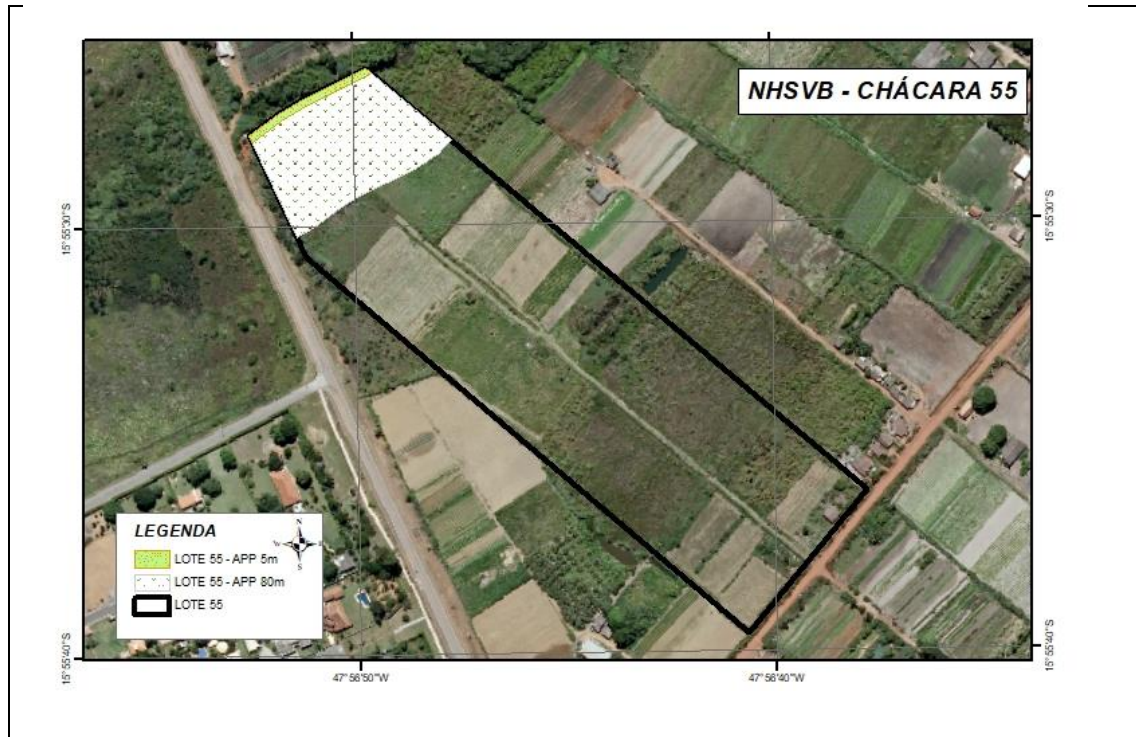 NHSVB - CHÁCARA 55
15°55'30"S
15°55'30"S
LEGENDA
N
W
E
S
LOTE 55 - APP 5m
LOTE 55 - APP 80m
LOTE 55
15°55'40"S
15°55'40"S
47°56'50"W
47°56'40"W